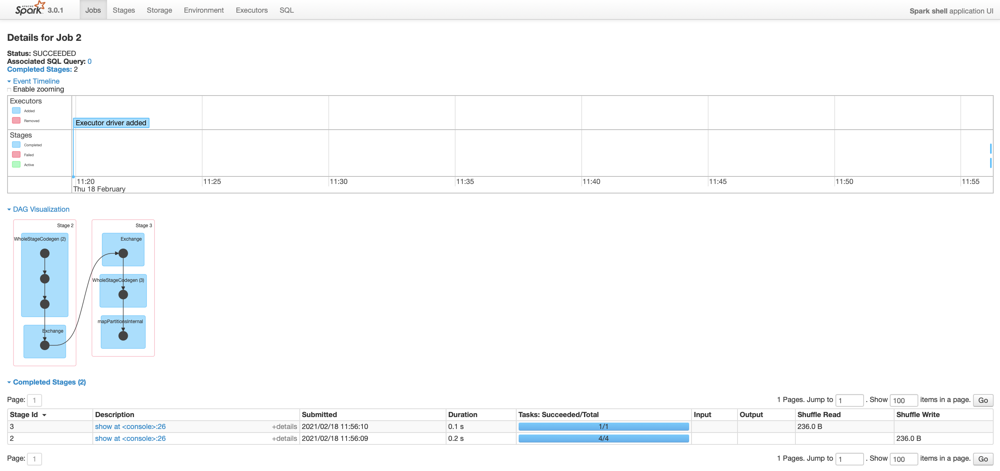 APACHE Spark 3.0.1 Jobs Stages Storage Environment Executors SQL Spark shell application UI
Details for Job 2
Status: SUCCEEDED
Associated SQL Query: 0
Completed Stages: 2
Event Timeline
Enable zooming
Executors
Added
Removed
Executor driver added
Stages
Completed
Failed
Active
11:20 11:25 11:30 11:35 11:40 11:45 11:50 11:55
Thu 18 February
DAG Visualization
Stage 2
WholeStageCodegen (2)
Exchange
Stage 3
Exchange
WholeStageCodegen (3)
mapPartitionsInternal
Completed Stages (2)
Page: 1 1 Pages. Jump to 1 . Show 100 items in a page. Go
Stage Id Description Submitted Duration Tasks: Succeeded/Total Input Output Shuffle Read Shuffle Write
3 show at <console>:26 +details 2021/02/18 11:56:10 0.1 s 1/1 236.0 B
2 show at <console>:26 +details 2021/02/18 11:56:09 0.2 s 4/4 236.0 B
Page: 1 1 Pages. Jump to 1 . Show 100 items in a page. Go